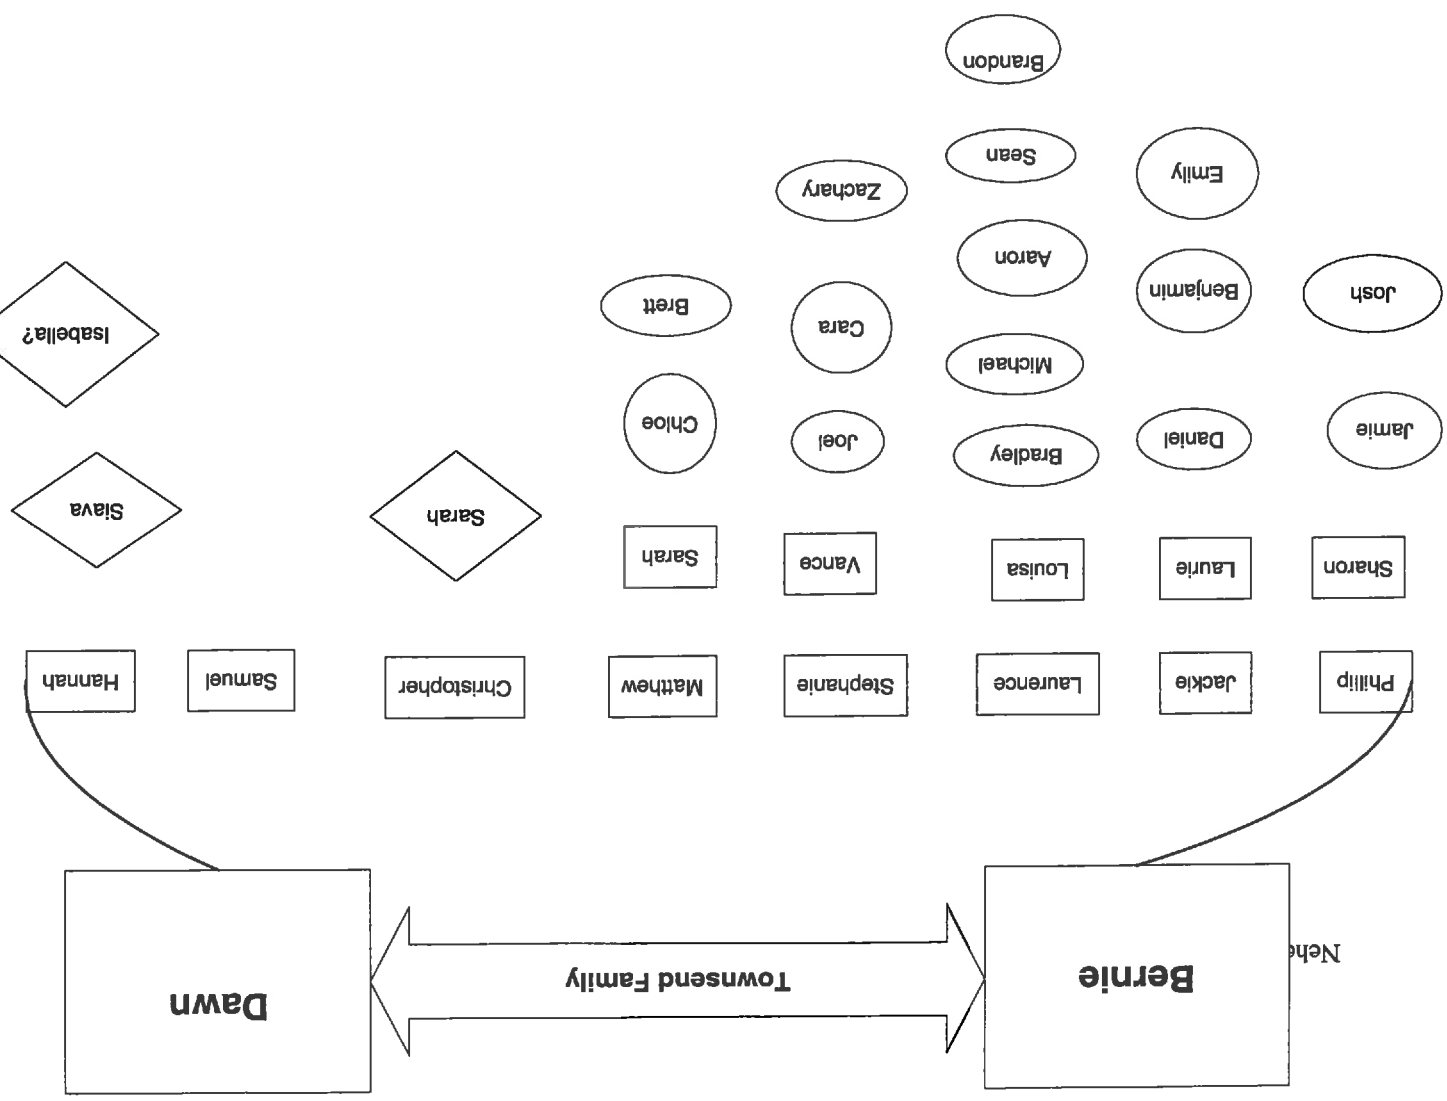 Nehe
Bernie
Townsend Family
Dawn
Phillip
Jackie
Laurence
Stephanie
Matthew
Christopher
Samuel
Hannah
Sharon
Laurie
Louisa
Vance
Sarah
Sarah
Siava
Jamie
Daniel
Bradley
Joel
Chloe
Michael
Josh
Benjamin
Cara
Brett
Isabella?
Aaron
Emily
Zachary
Sean
Brandon